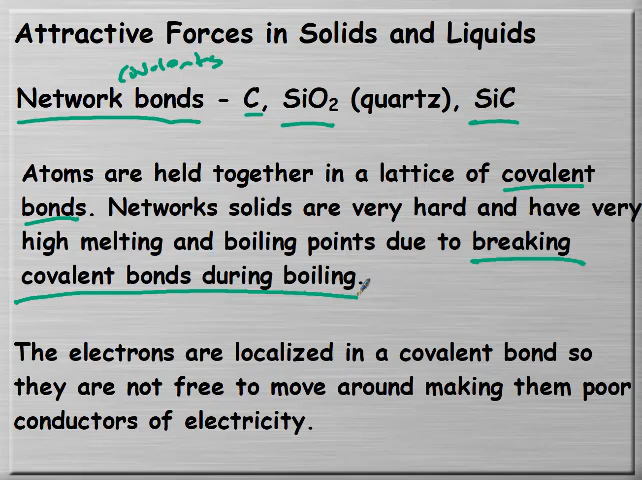 Attractive Forces in Solids and Liquids
covalents
Network bonds - C, SiO₂ (quartz), SiC
Atoms are held together in a lattice of covalent
bonds. Networks solids are very hard and have very
high melting and boiling points due to breaking
covalent bonds during boiling.
The electrons are localized in a covalent bond so
they are not free to move around making them poor
conductors of electricity.